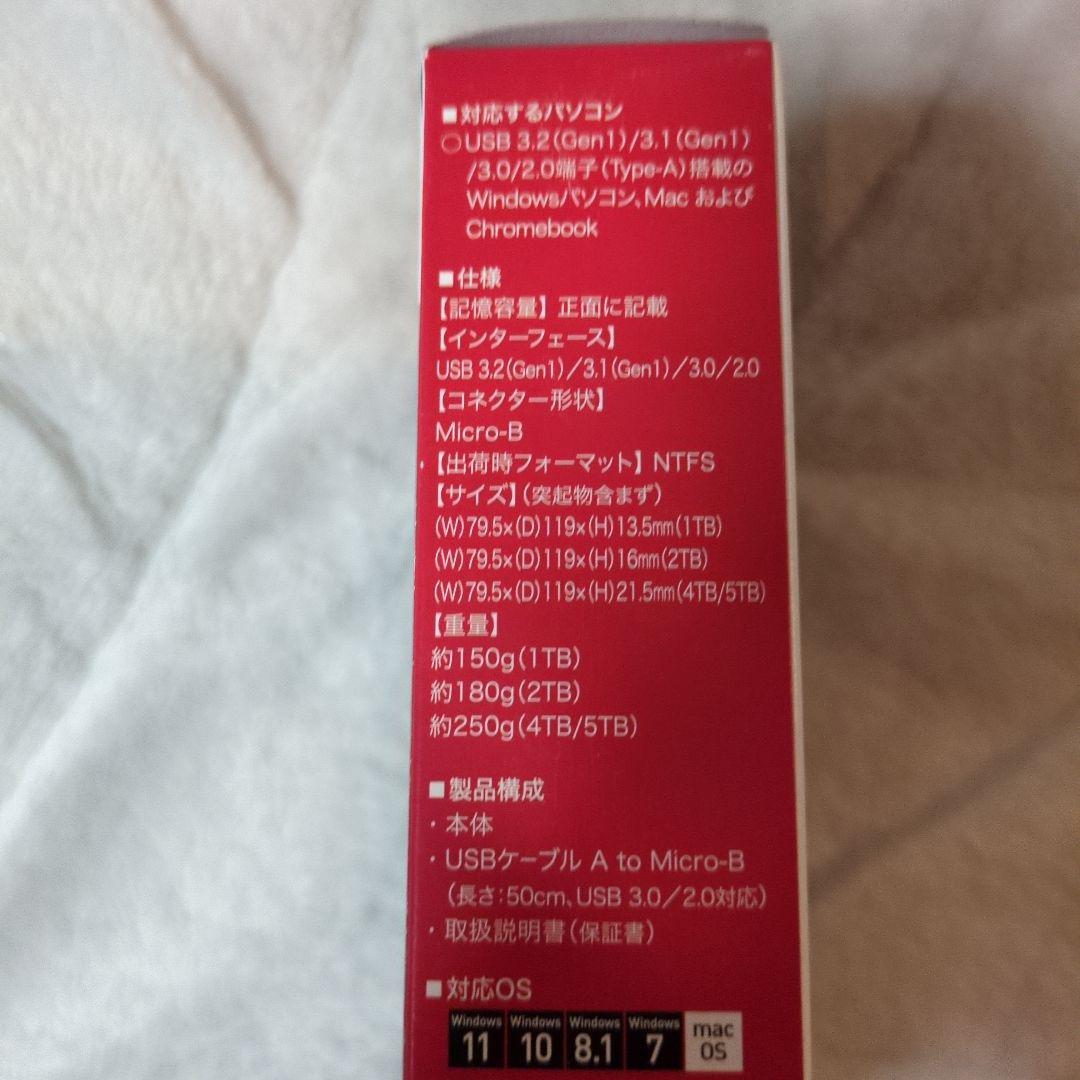 ■対応するパソコン
○USB 3.2(Gen1)/3.1(Gen1)
/3.0/2.0端子(Type-A)搭載の
Windowsパソコン、Mac および
Chromebook
■仕様
【記憶容量】正面に記載
【インターフェース】
USB 3.2(Gen1)/3.1(Gen1)/3.0/2.0
【コネクター形状】
Micro-B
【出荷時フォーマット】NTFS
【サイズ】(突起物含まず)
(W)79.5×(D)119×(H)13.5mm(1TB)
(W)79.5×(D)119×(H)16mm(2TB)
(W)79.5×(D)119×(H)21.5mm(4TB/5TB)
【重量】
約150g(1TB)
約180g(2TB)
約250g(4TB/5TB)
■製品構成
・本体
・USBケーブル A to Micro-B
(長さ:50cm、USB 3.0/2.0対応)
・取扱説明書(保証書)
■対応OS
Windows 11 Windows 10 Windows 8.1 Windows 7 mac OS